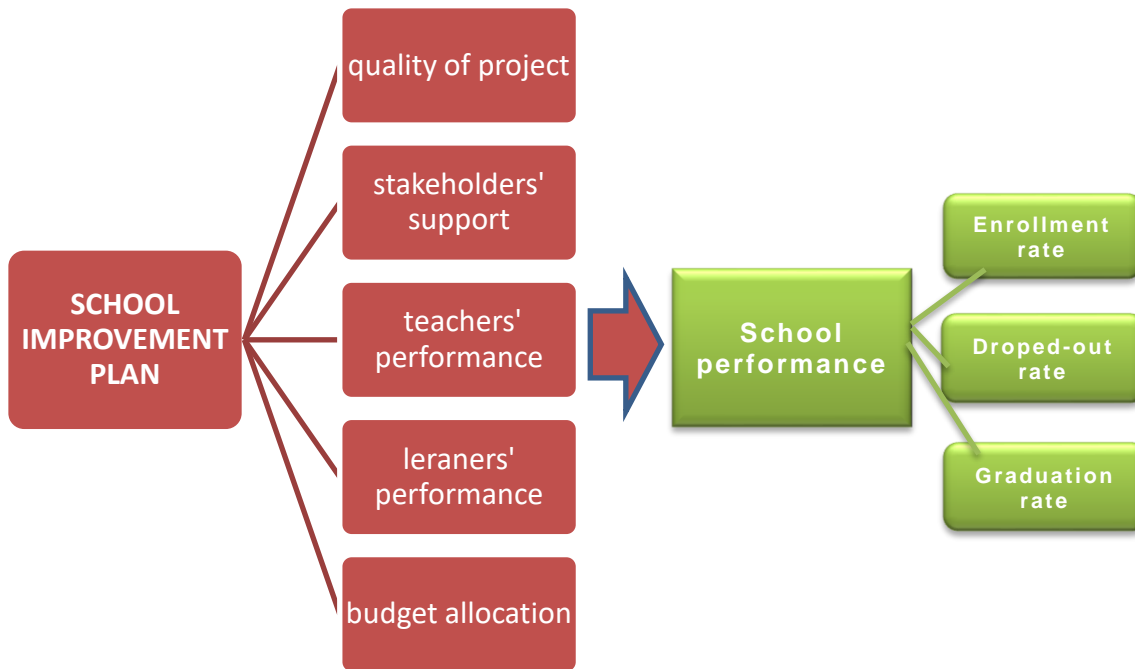 SCHOOL
IMPROVEMENT
PLAN
quality of project
stakeholders'
support
teachers'
performance
leraners'
performance
budget allocation
School
performance
Enrollment
rate
Droped-out
rate
Graduation
rate